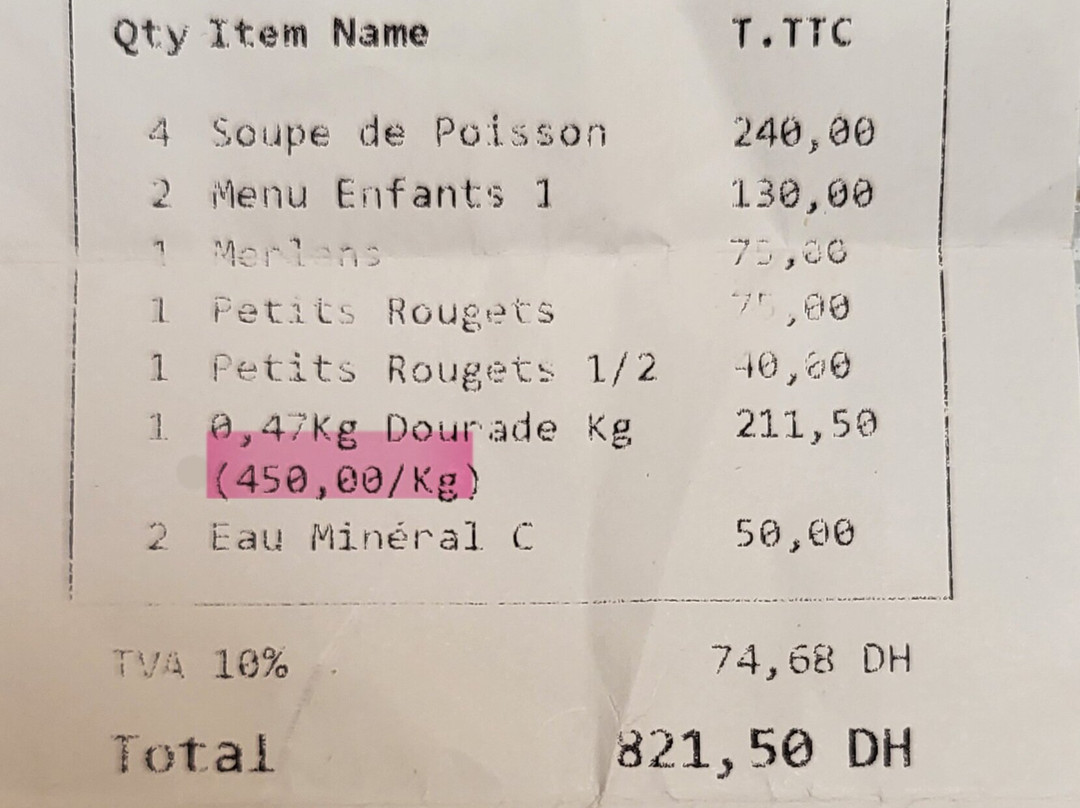 Qty Item Name T.TTC
4 Soupe de Poisson 240,00
2 Menu Enfants 1 130,00
1 Merlans 75,00
1 Petits Rougets 75,00
1 Petits Rougets 1/2 40,00
1 0,47Kg Dourade Kg 211,50
(450,00/Kg)
2 Eau Minéral C 50,00
TVA 10% 74,68 DH
Total 821,50 DH